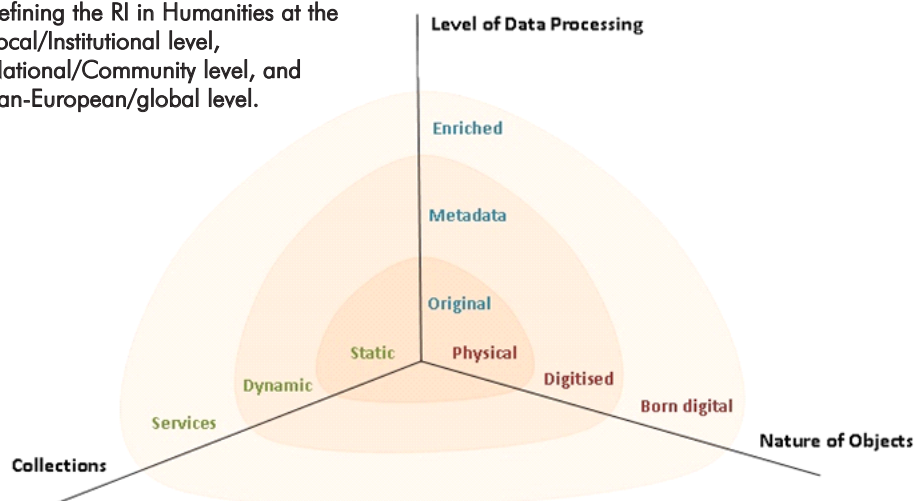 efining the RI in Humanities at the
ocal/Institutional level,
lational/Community level, and
an-European/global level.
Level of Data Processing
Enriched
Metadata
Original
Static
Physical
Dynamic
Digitised
Services
Born digital
Collections
Nature of Objects